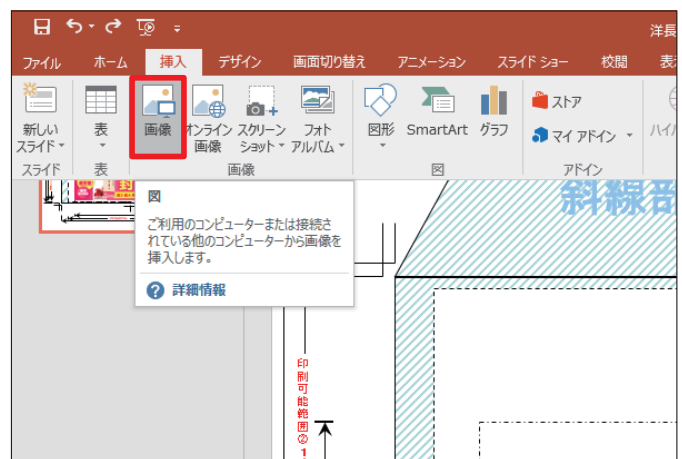 洋長
ファイル ホーム 挿入 デザイン 画面切り替え アニメーション スライド ショー 校閲 表
新しい
スライド
表
画像
オンライン
画像
スクリーン
ショット
フォト
アルバム
図形
SmartArt
グラフ
ストア
マイ アドイン
スライド 表 画像 図 アドイン
図
ご利用のコンピューターまたは接続さ
れている他のコンピューターから画像を
挿入します。
詳細情報
斜線部
印刷可能範囲②1